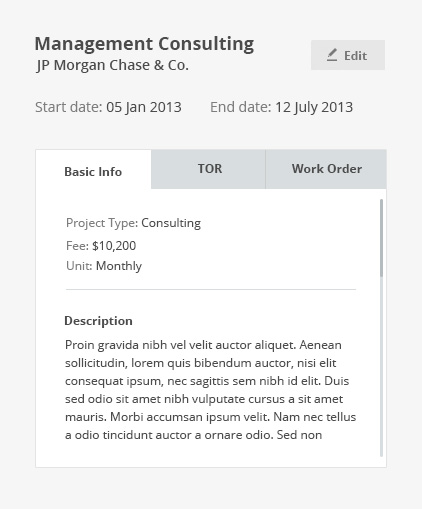 Management Consulting
JP Morgan Chase & Co.
Edit
Start date: 05 Jan 2013 End date: 12 July 2013
Basic Info TOR Work Order
Project Type: Consulting
Fee: $10,200
Unit: Monthly
Description
Proin gravida nibh vel velit auctor aliquet. Aenean
sollicitudin, lorem quis bibendum auctor, nisi elit
consequat ipsum, nec sagittis sem nibh id elit. Duis
sed odio sit amet nibh vulputate cursus a sit amet
mauris. Morbi accumsan ipsum velit. Nam nec tellus
a odio tincidunt auctor a ornare odio. Sed non